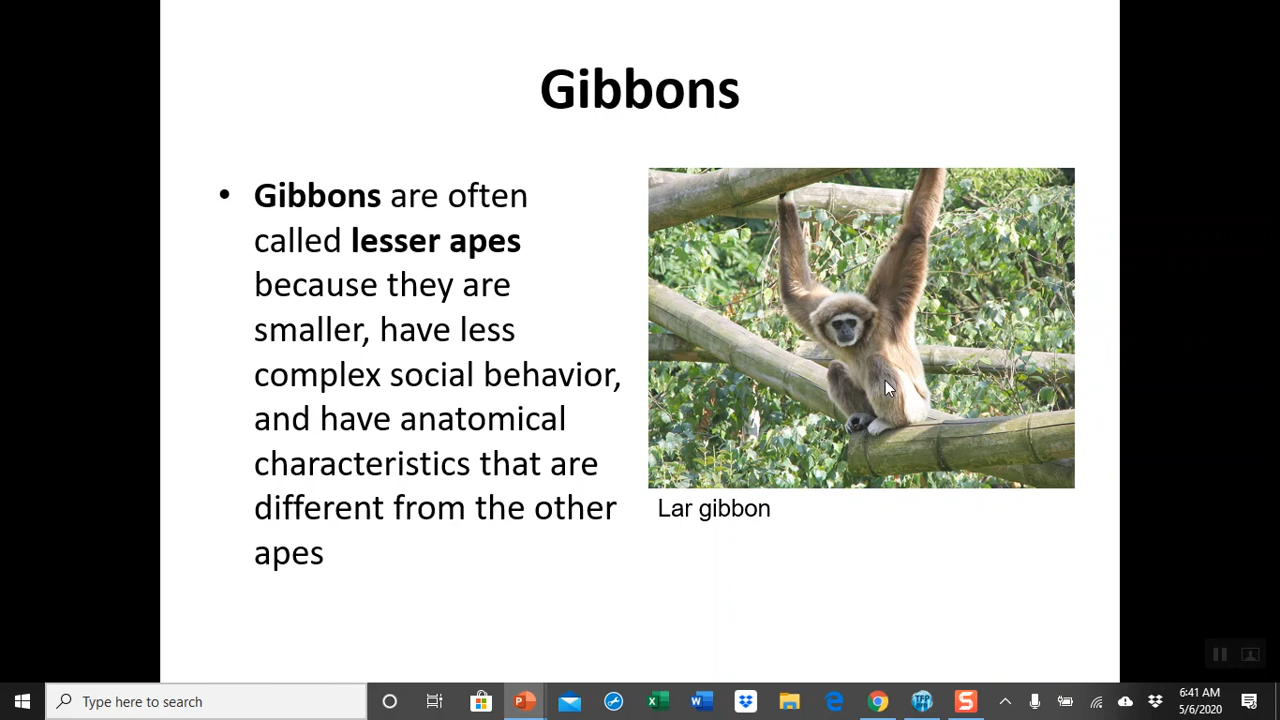 Gibbons
• Gibbons are often
called lesser apes
because they are
smaller, have less
complex social behavior,
and have anatomical
characteristics that are
different from the other
apes
Lar gibbon
Type here to search
6:41 AM
5/6/2020